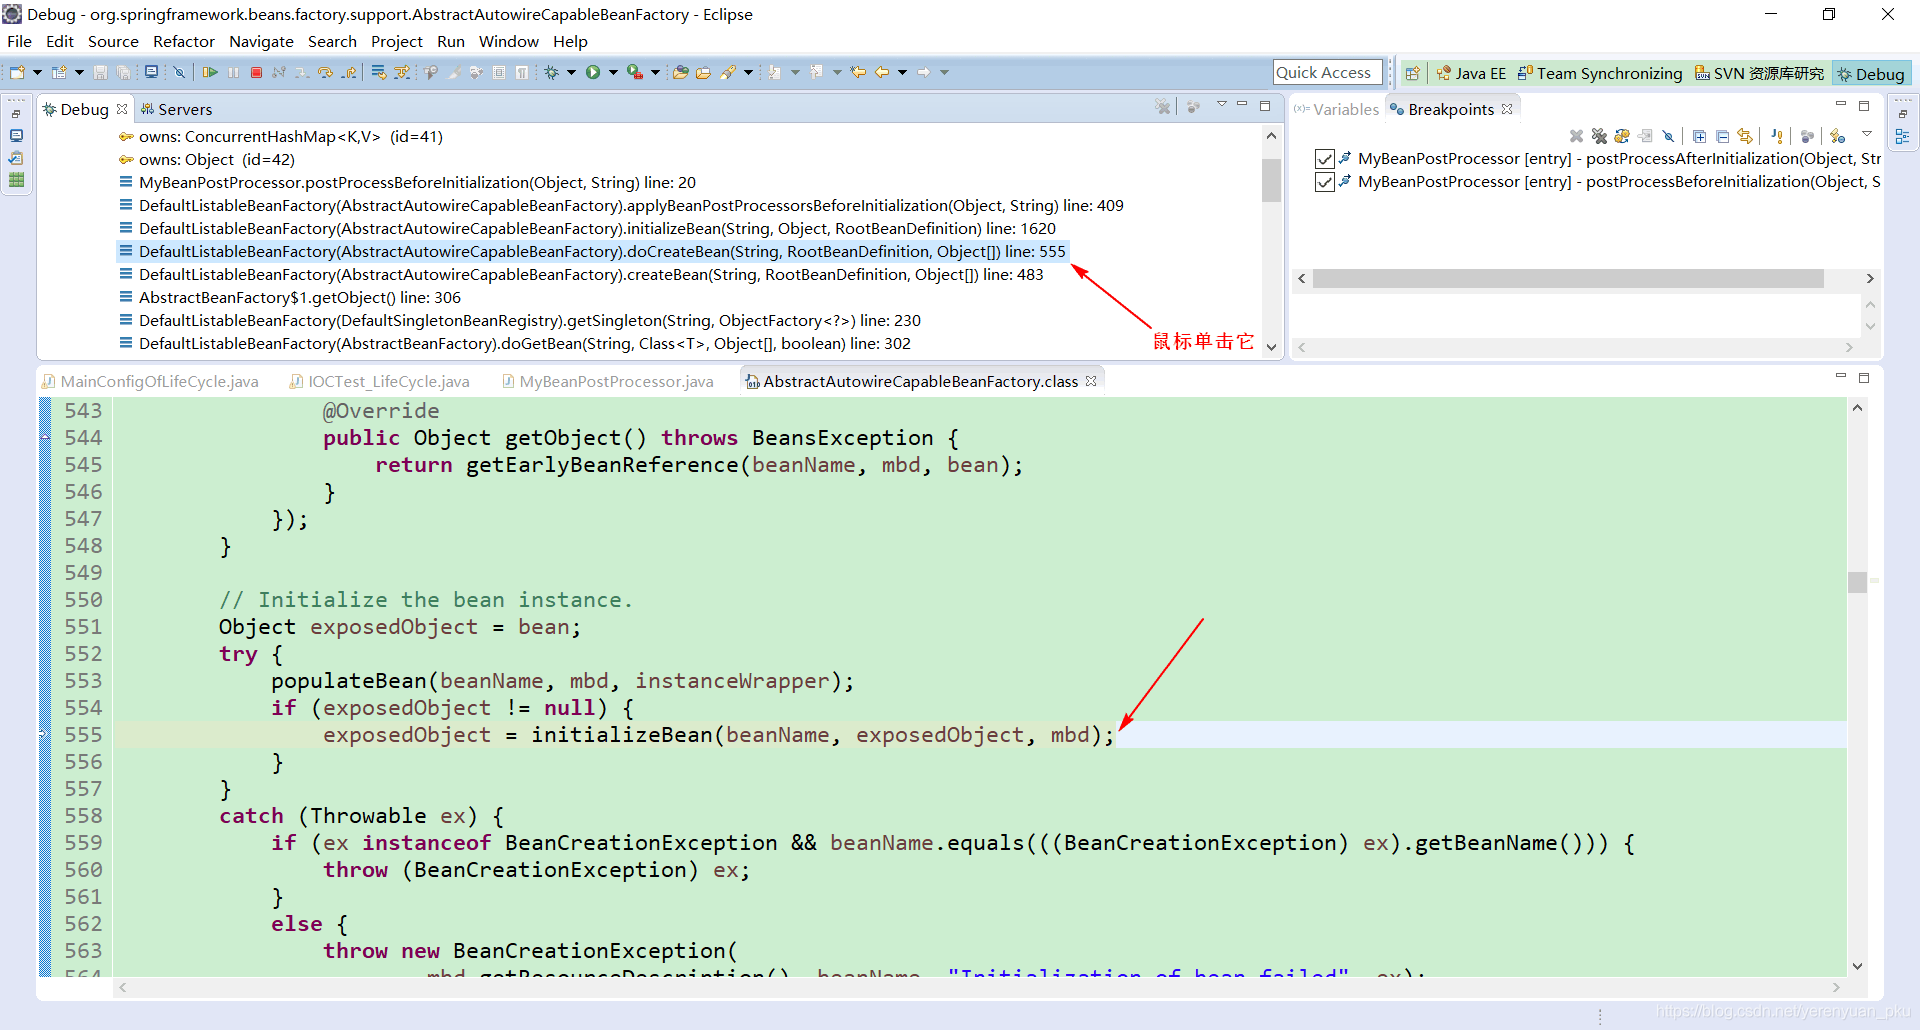 Debug - org.springframework.beans.factory.support.AbstractAutowireCapableBeanFactory - Eclipse
File Edit Source Refactor Navigate Search Project Run Window Help
Quick Access
Java EE
Team Synchronizing
SVN 资源库研究
Debug
Debug
Servers
Variables
Breakpoints
owns: ConcurrentHashMap<K,V> (id=41)
owns: Object (id=42)
MyBeanPostProcessor.postProcessBeforeInitialization(Object, String) line: 20
DefaultListableBeanFactory(AbstractAutowireCapableBeanFactory).applyBeanPostProcessorsBeforeInitialization(Object, String) line: 409
DefaultListableBeanFactory(AbstractAutowireCapableBeanFactory).initializeBean(String, Object, RootBeanDefinition) line: 1620
DefaultListableBeanFactory(AbstractAutowireCapableBeanFactory).doCreateBean(String, RootBeanDefinition, Object[]) line: 555
DefaultListableBeanFactory(AbstractAutowireCapableBeanFactory).createBean(String, RootBeanDefinition, Object[]) line: 483
AbstractBeanFactory$1.getObject() line: 306
DefaultListableBeanFactory(DefaultSingletonBeanRegistry).getSingleton(String, ObjectFactory<?>) line: 230
DefaultListableBeanFactory(AbstractBeanFactory).doGetBean(String, Class<T>, Object[], boolean) line: 302
鼠标单击它
MyBeanPostProcessor [entry] - postProcessAfterInitialization(Object, Str
MyBeanPostProcessor [entry] - postProcessBeforeInitialization(Object, S
MainConfigOfLifeCycle.java
IOCTest_LifeCycle.java
MyBeanPostProcessor.java
AbstractAutowireCapableBeanFactory.class
543 @Override
544 public Object getObject() throws BeansException {
545 return getEarlyBeanReference(beanName, mbd, bean);
546 }
547 });
548 }
549
550 // Initialize the bean instance.
551 Object exposedObject = bean;
552 try {
553 populateBean(beanName, mbd, instanceWrapper);
554 if (exposedObject != null) {
555 exposedObject = initializeBean(beanName, exposedObject, mbd);
556 }
557 }
558 catch (Throwable ex) {
559 if (ex instanceof BeanCreationException && beanName.equals(((BeanCreationException) ex).getBeanName())) {
560 throw (BeanCreationException) ex;
561 }
562 else {
563 throw new BeanCreationException(
564 mbd.getResourceDescription(), beanName, "Initialization of bean failed", ex);
https://blog.csdn.net/yerenyuan_pku